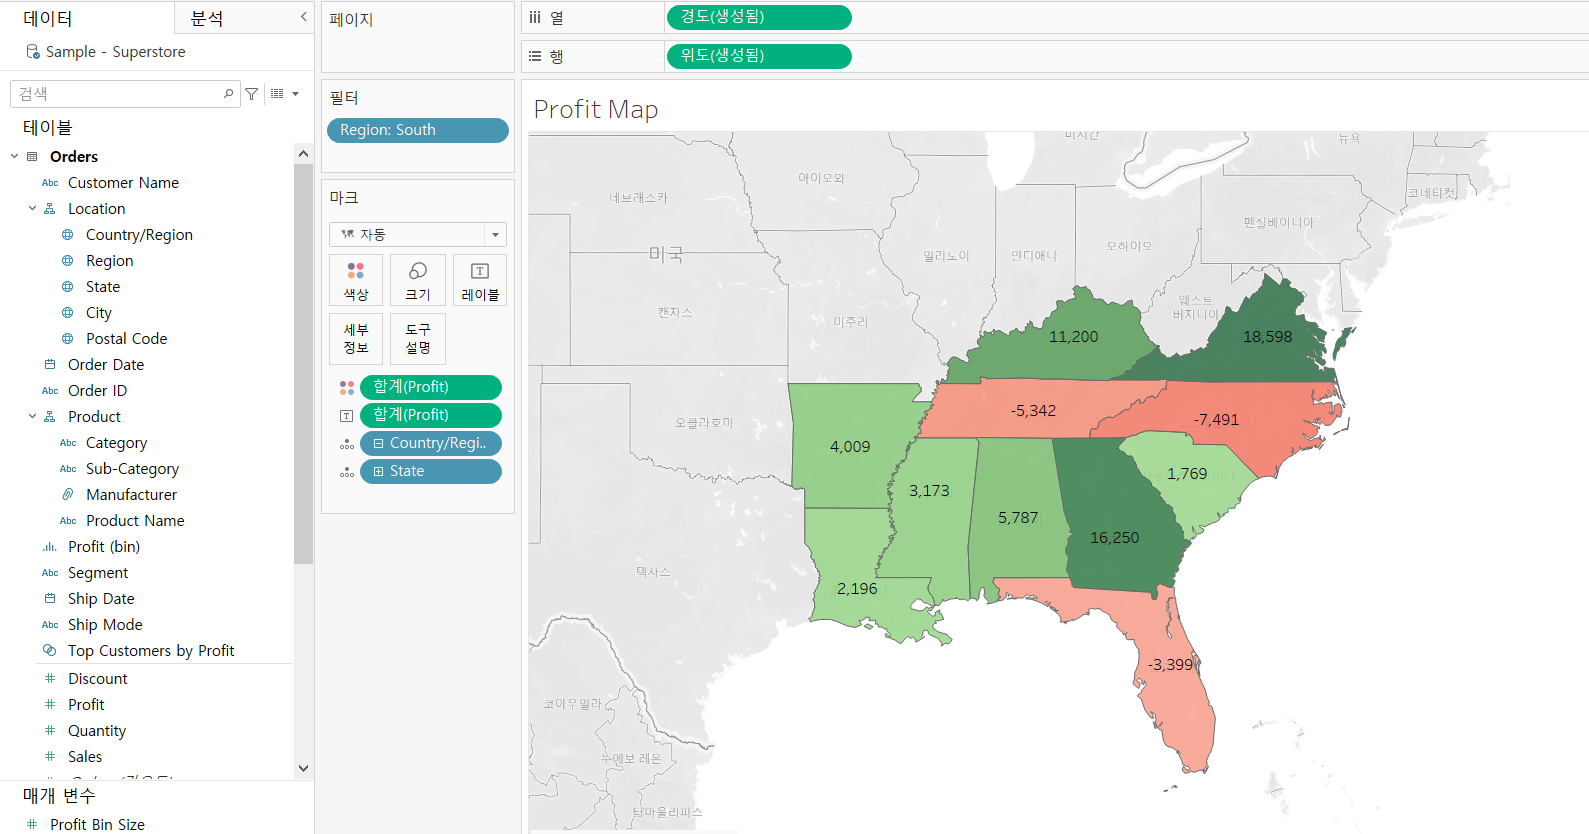 데이터
분석
Sample - Superstore
검색
테이블
Orders
Abc Customer Name
Location
Country/Region
Region
State
City
Postal Code
Order Date
Abc Order ID
Product
Abc Category
Abc Sub-Category
Manufacturer
Abc Product Name
Profit (bin)
Abc Segment
Ship Date
Abc Ship Mode
Top Customers by Profit
# Discount
# Profit
# Quantity
# Sales
매개 변수
# Profit Bin Size
페이지
필터
Region: South
마크
자동
색상
크기
T
레이블
세부
정보
도구
설명
합계(Profit)
T 합계(Profit)
Country/Regi..
State
iii 열
경도(생성됨)
행
위도(생성됨)
Profit Map
미시간
뉴욕
아이오와
네브래스카
코네티컷
펜실베이니아
미국
일리노이
인디애나
오하이오
웨스트
버지니아
캔자스
미주리
11,200
18,598
-5,342
-7,491
오클라호마
4,009
3,173
1,769
5,787
16,250
텍사스
2,196
-3,399
코아우일라
누에보 레온
타마울리파스